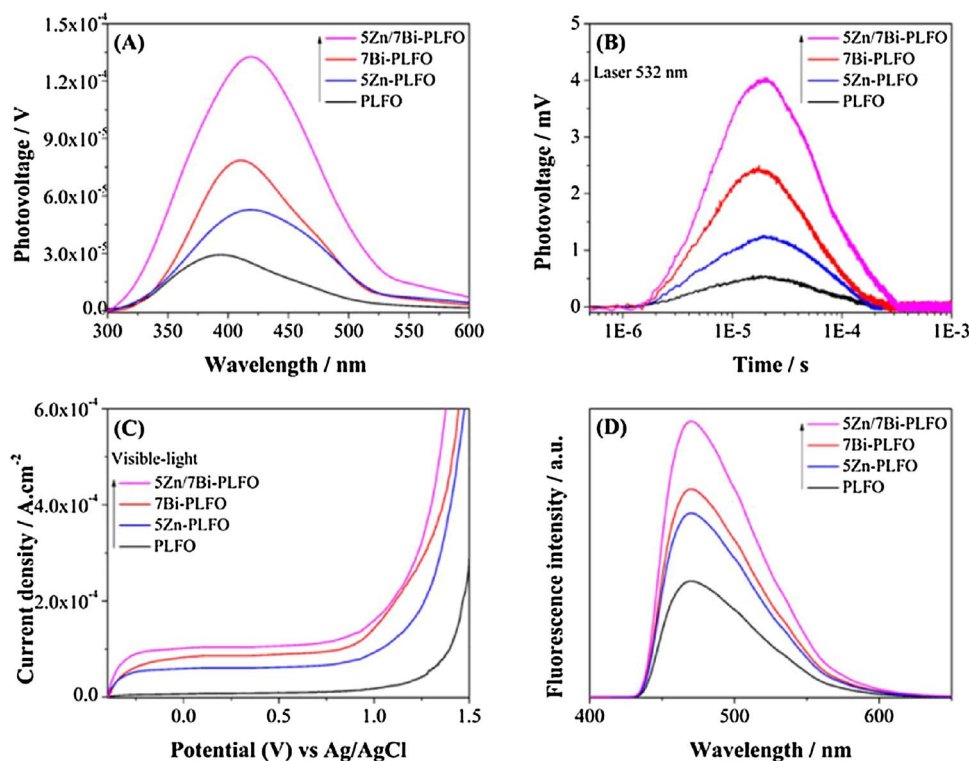 (A)
5Zn/7Bi-PLFO
7Bi-PLFO
5Zn-PLFO
PLFO
1.5x10⁻⁴
1.2x10⁻⁴
9.0x10⁻⁵
6.0x10⁻⁵
3.0x10⁻⁵
0.0
Photovoltage / V
300 350 400 450 500 550 600
Wavelength / nm
(B)
Laser 532 nm
5Zn/7Bi-PLFO
7Bi-PLFO
5Zn-PLFO
PLFO
5
4
3
2
1
0
Photovoltage / mV
1E-6 1E-5 1E-4 1E-3
Time / s
(C)
Visible-light
5Zn/7Bi-PLFO
7Bi-PLFO
5Zn-PLFO
PLFO
6.0x10⁻⁴
4.0x10⁻⁴
2.0x10⁻⁴
0.0
Current density / A.cm⁻²
0.0 0.5 1.0 1.5
Potential (V) vs Ag/AgCl
(D)
5Zn/7Bi-PLFO
7Bi-PLFO
5Zn-PLFO
PLFO
Fluorescence intensity / a.u.
400 500 600
Wavelength / nm